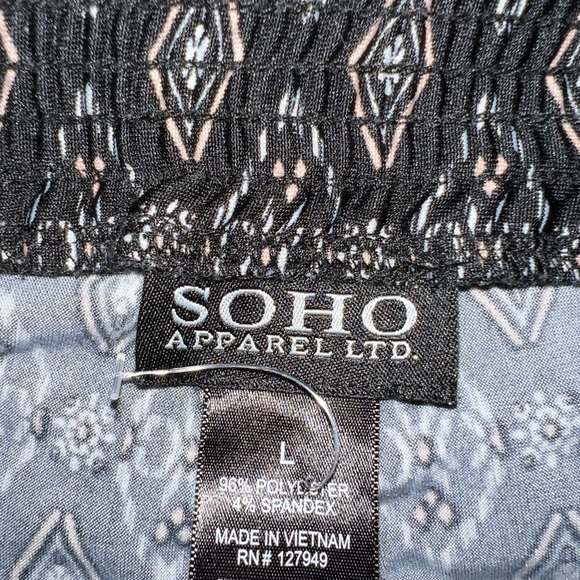 SOHO
APPAREL LTD.
L
96% POLYESTER
4% SPANDEX
MADE IN VIETNAM
RN# 127949